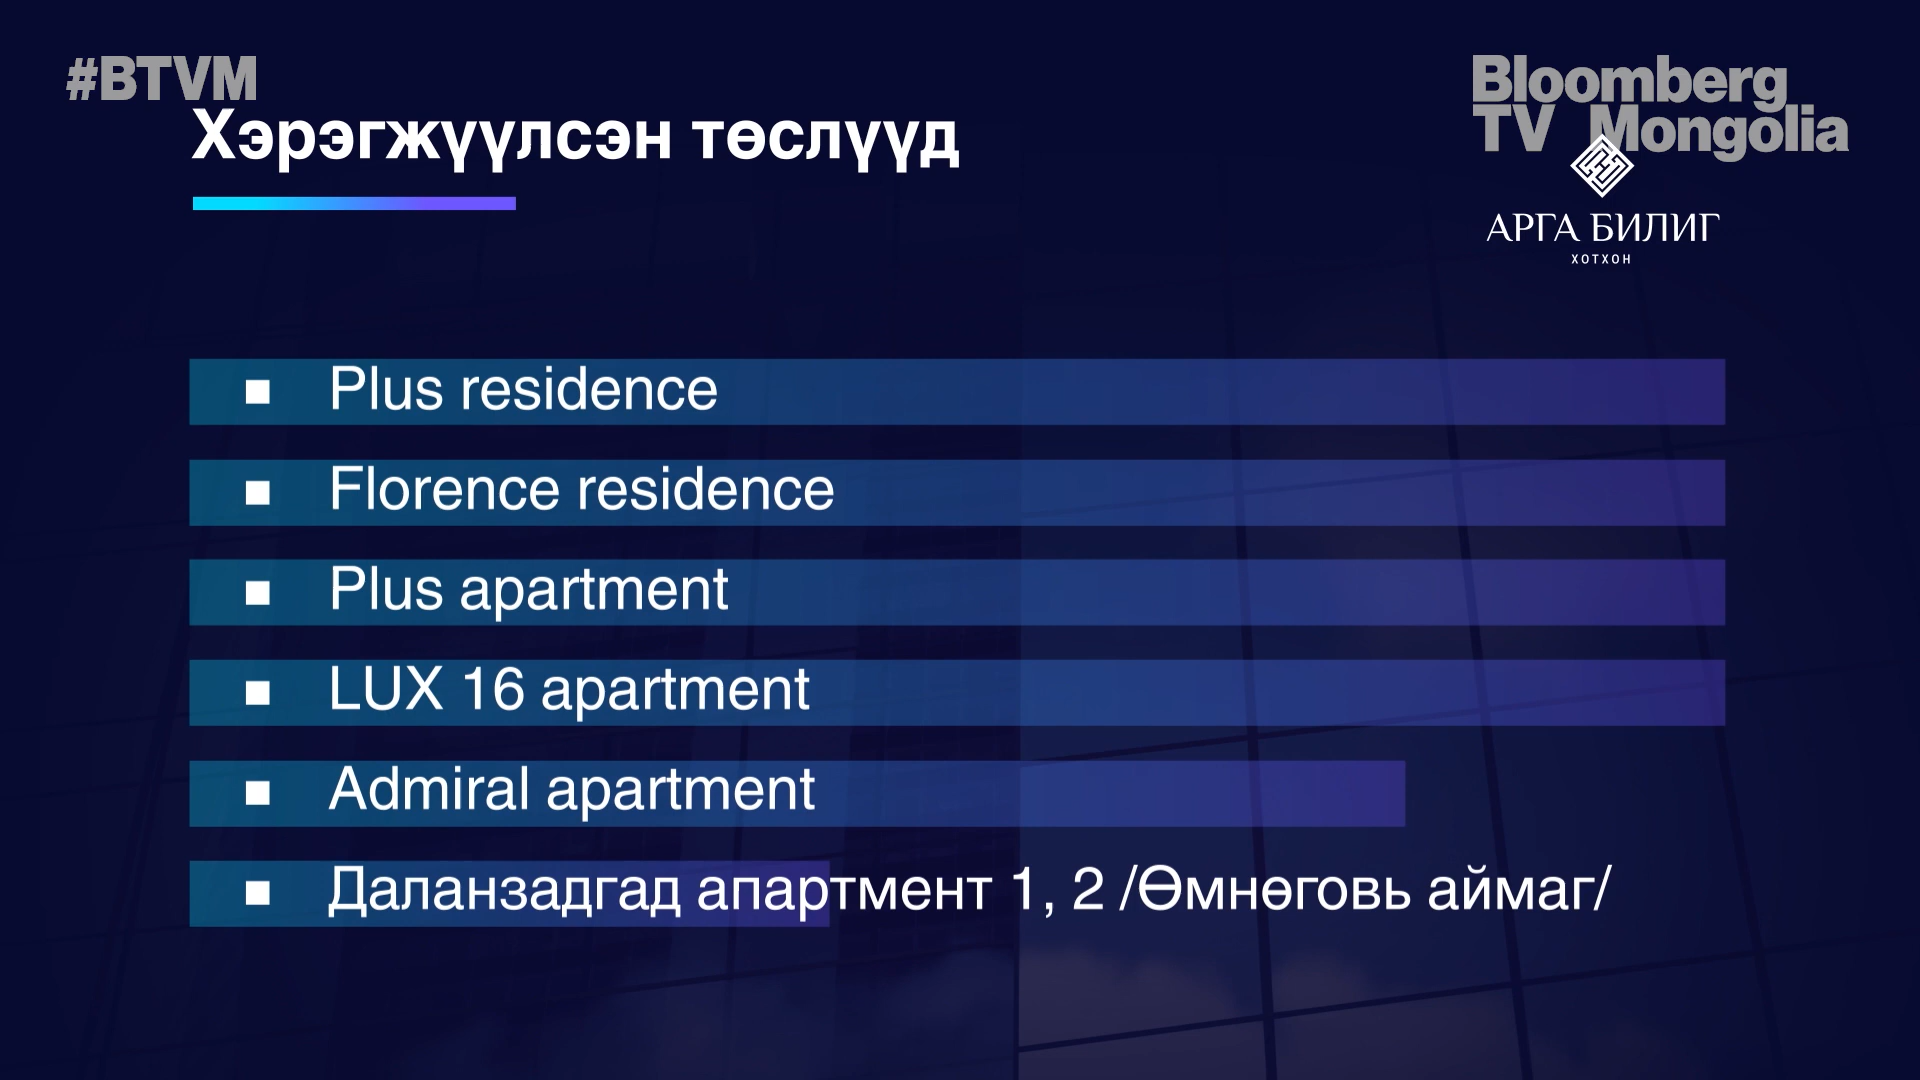 #BTVM
Bloomberg
TV Mongolia
Хэрэгжүүлсэн төслүүд
АРГА БИЛИГ
ХОТХОН
Plus residence
Florence residence
Plus apartment
LUX 16 apartment
Admiral apartment
Даланзадгад апартмент 1, 2 /Өмнөговь аймаг/